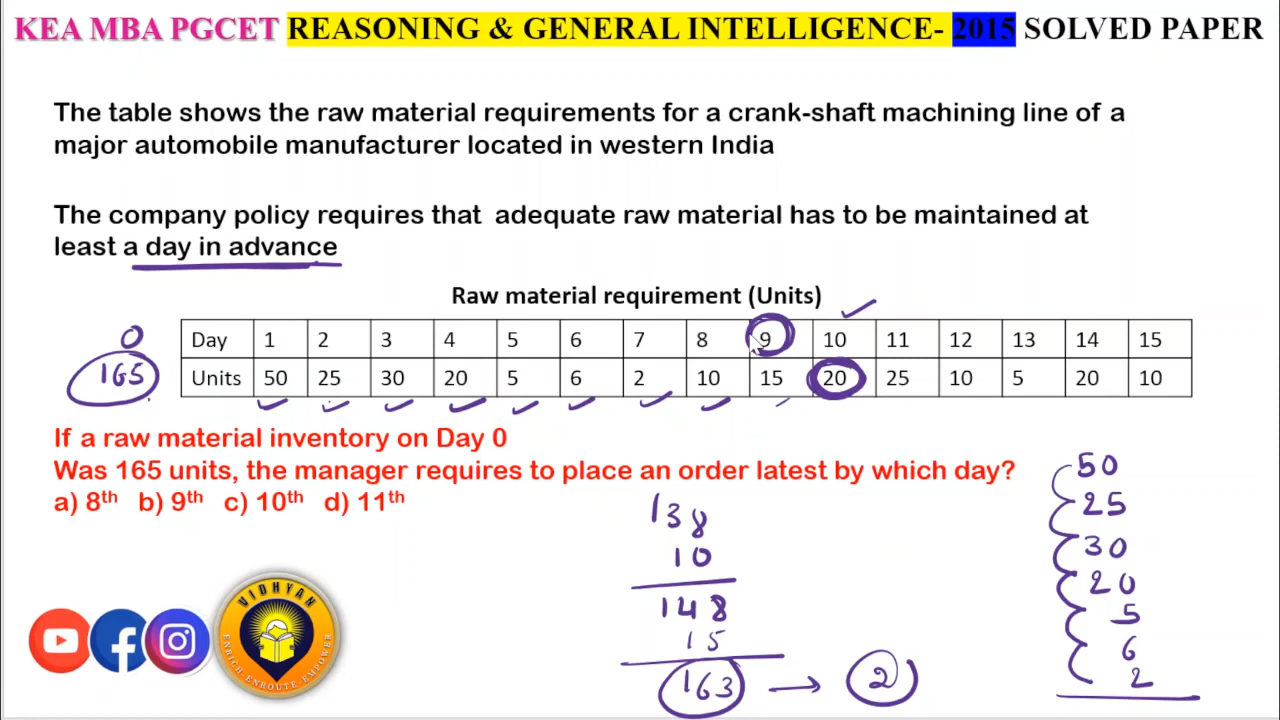 KEA MBA PGCET REASONING & GENERAL INTELLIGENCE- 2015 SOLVED PAPER
The table shows the raw material requirements for a crank-shaft machining line of a
major automobile manufacturer located in western India
The company policy requires that adequate raw material has to be maintained at
least a day in advance
Raw material requirement (Units)
0
Day 1 2 3 4 5 6 7 8 9 10 11 12 13 14 15
165
Units 50 25 30 20 5 6 2 10 15 20 25 10 5 20 10
If a raw material inventory on Day 0
Was 165 units, the manager requires to place an order latest by which day?
a) 8th b) 9th c) 10th d) 11th
138
10
148
15
163 → 2
50
25
30
20
5
6
2
VIDHYAN
ENRICH ENROUTE EMPOWER